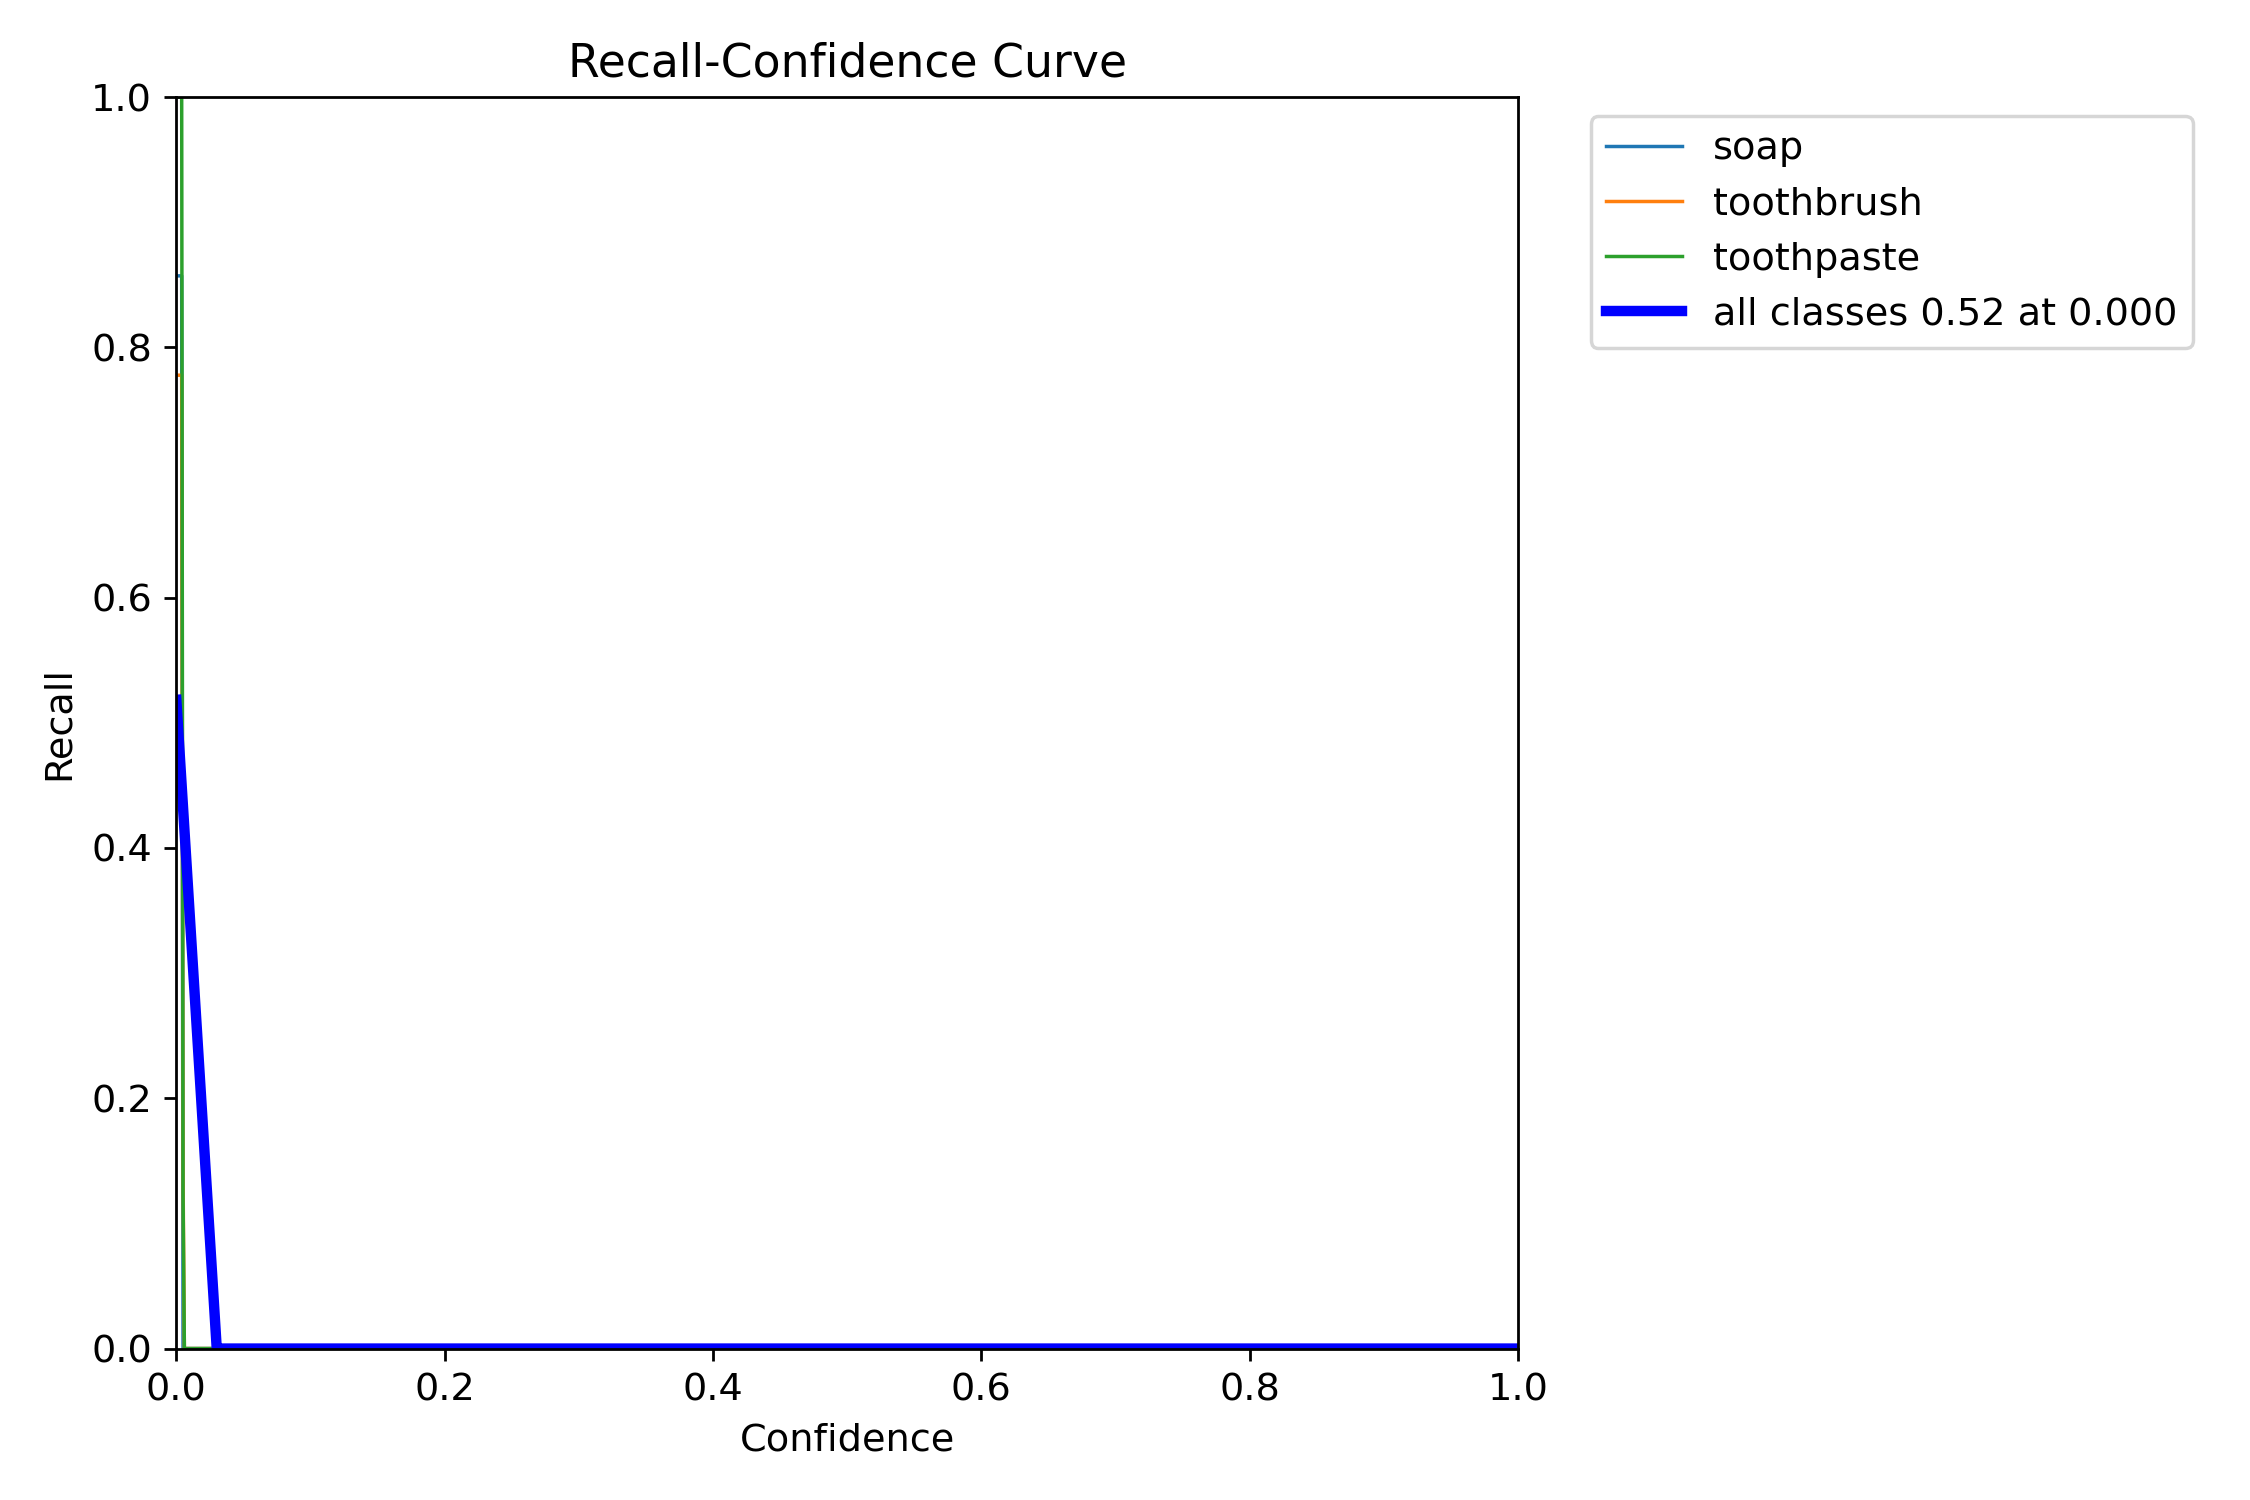 Recall-Confidence Curve
1.0
0.8
0.6
0.4
0.2
0.0
Recall
0.0 0.2 0.4 0.6 0.8 1.0
Confidence
soap
toothbrush
toothpaste
all classes 0.52 at 0.000